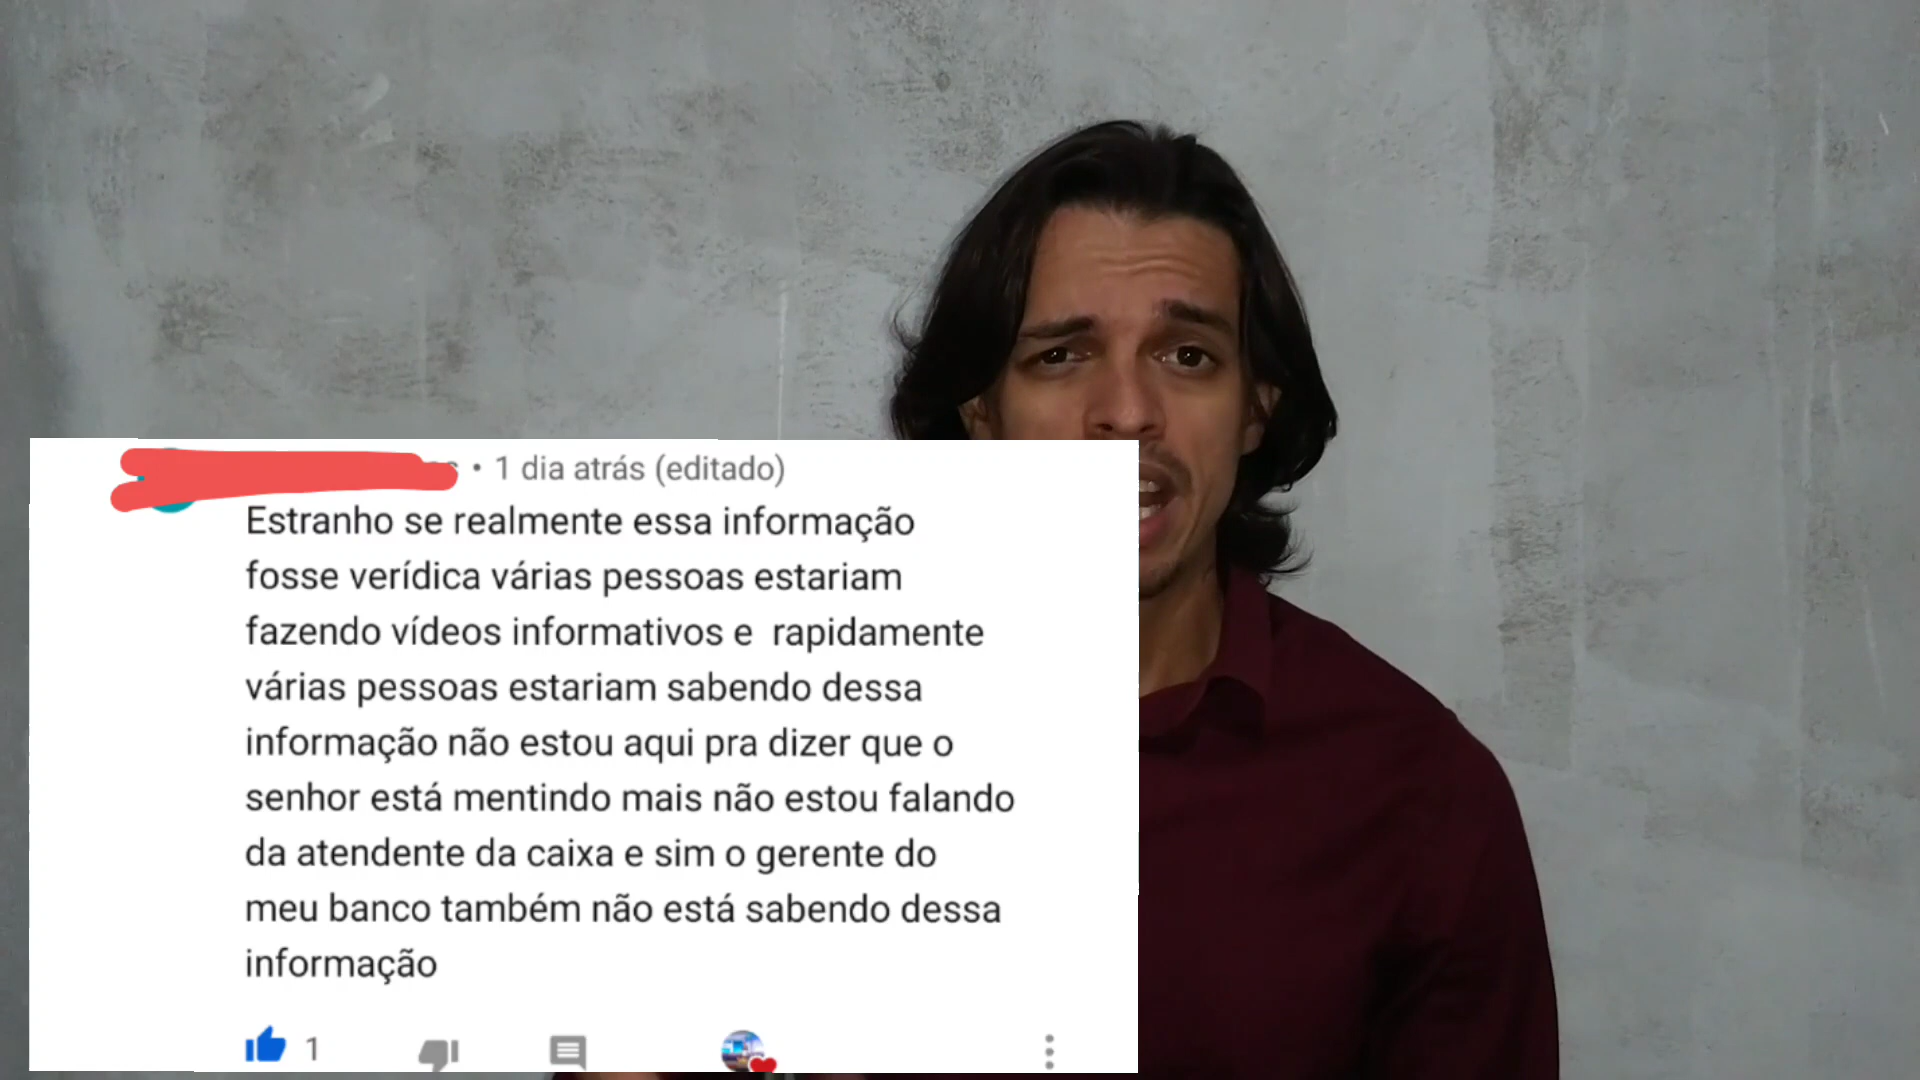 • 1 dia atrás (editado)
Estranho se realmente essa informação
fosse verídica várias pessoas estariam
fazendo vídeos informativos e rapidamente
várias pessoas estariam sabendo dessa
informação não estou aqui pra dizer que o
senhor está mentindo mais não estou falando
da atendente da caixa e sim o gerente do
meu banco também não está sabendo dessa
informação
1